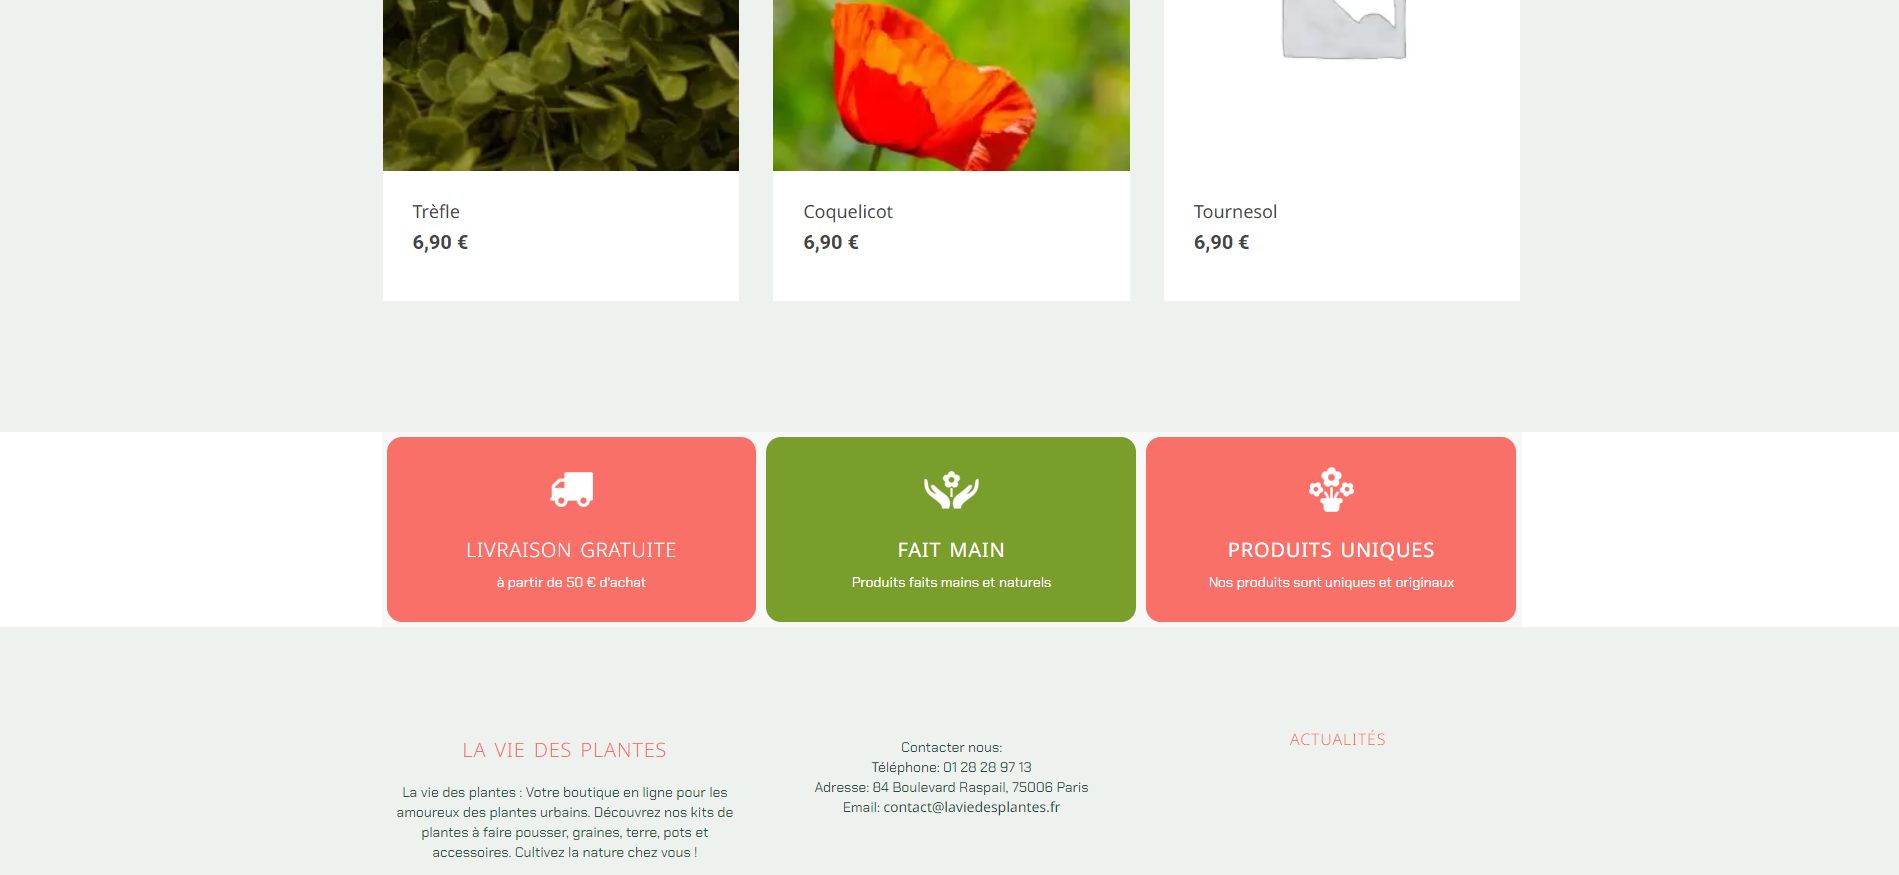 Trèfle
6,90 €
Coquelicot
6,90 €
Tournesol
6,90 €
LIVRAISON GRATUITE
à partir de 50 € d'achat
FAIT MAIN
Produits faits mains et naturels
PRODUITS UNIQUES
Nos produits sont uniques et originaux
LA VIE DES PLANTES
La vie des plantes : Votre boutique en ligne pour les
amoureux des plantes urbains. Découvrez nos kits de
plantes à faire pousser, graines, terre, pots et
accessoires. Cultivez la nature chez vous !
Contacter nous:
Téléphone: 01 28 28 97 13
Adresse: 84 Boulevard Raspail, 75006 Paris
Email: contact@laviedesplantes.fr
ACTUALITÉS